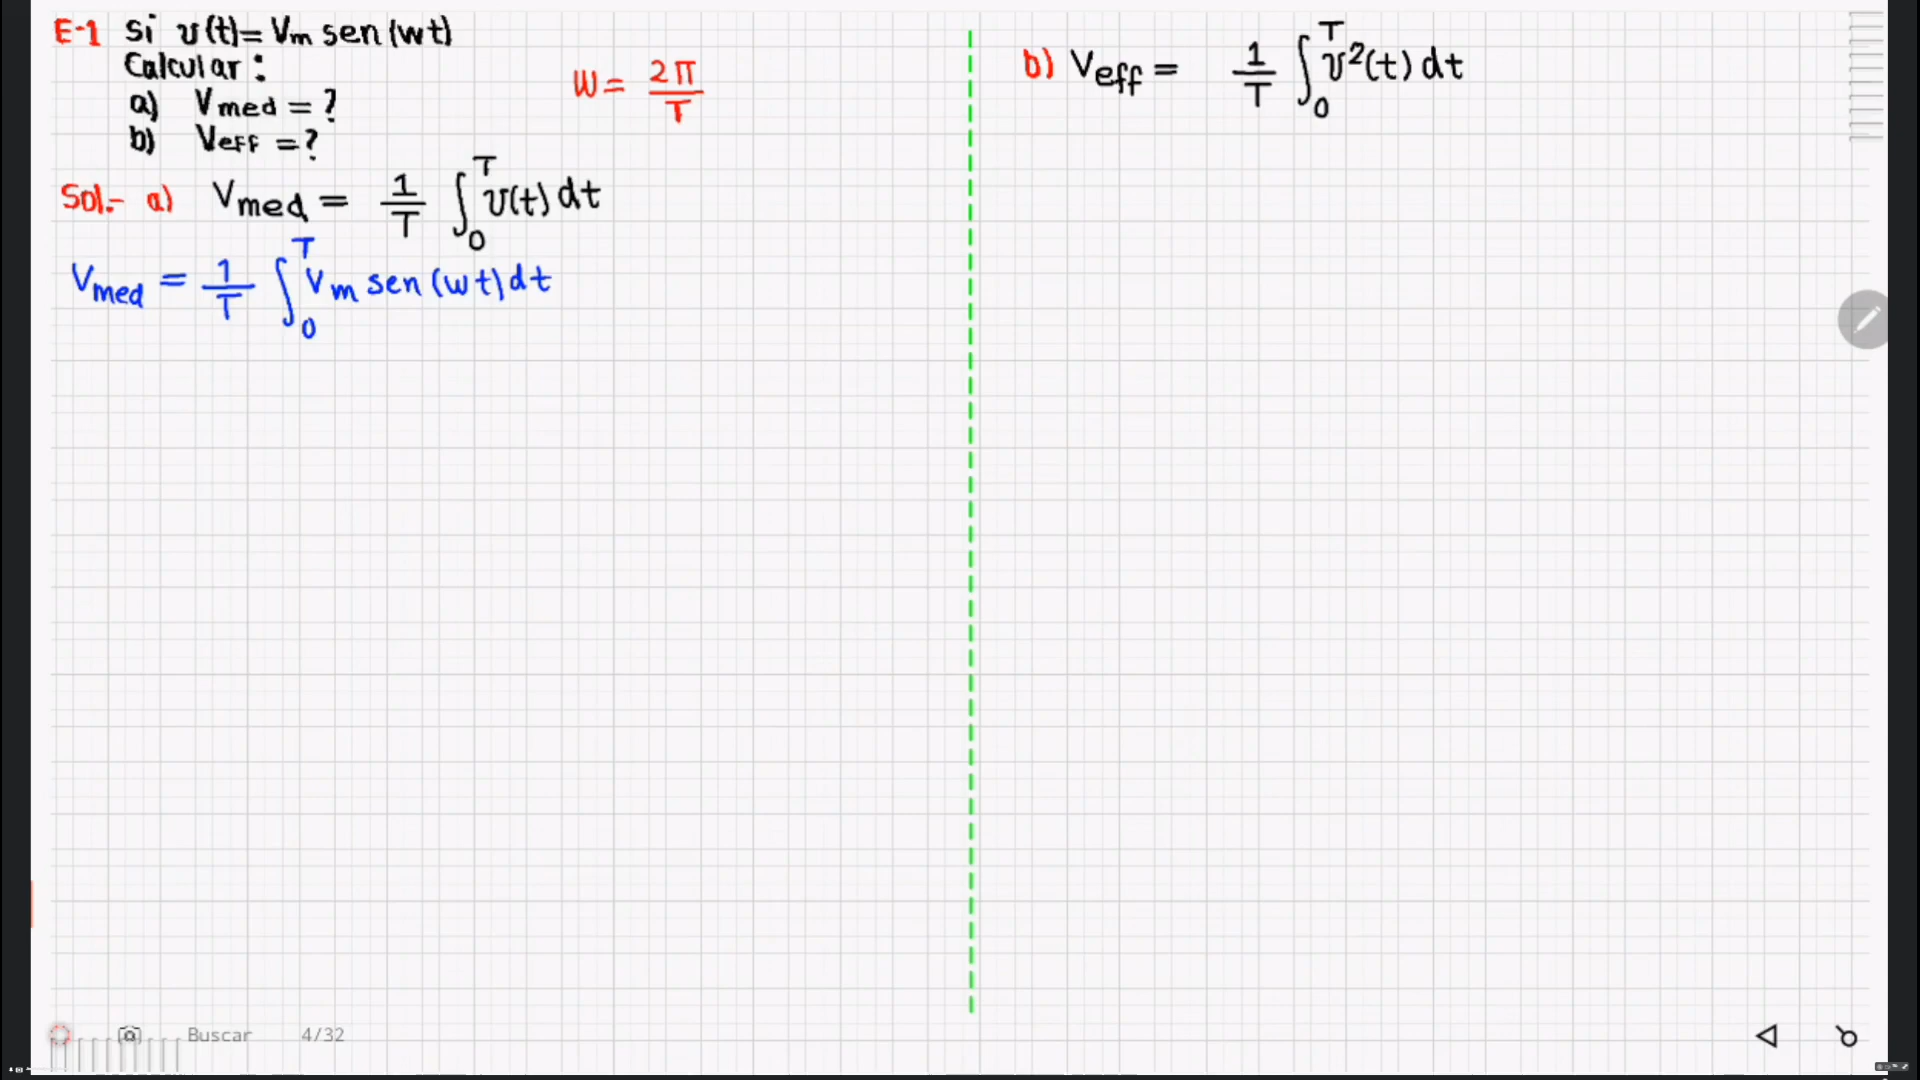 E-1 Si v(t)= Vm sen(wt)
Calcular:
a) Vmed = ?
b) VEFF = ?
W = 2π/T
Sol.- a) Vmed = 1/T ∫₀ᵀ v(t) dt
Vmed = 1/T ∫₀ᵀ Vm sen(wt) dt
b) Veff = 1/T ∫₀ᵀ v²(t) dt
Buscar 4/32